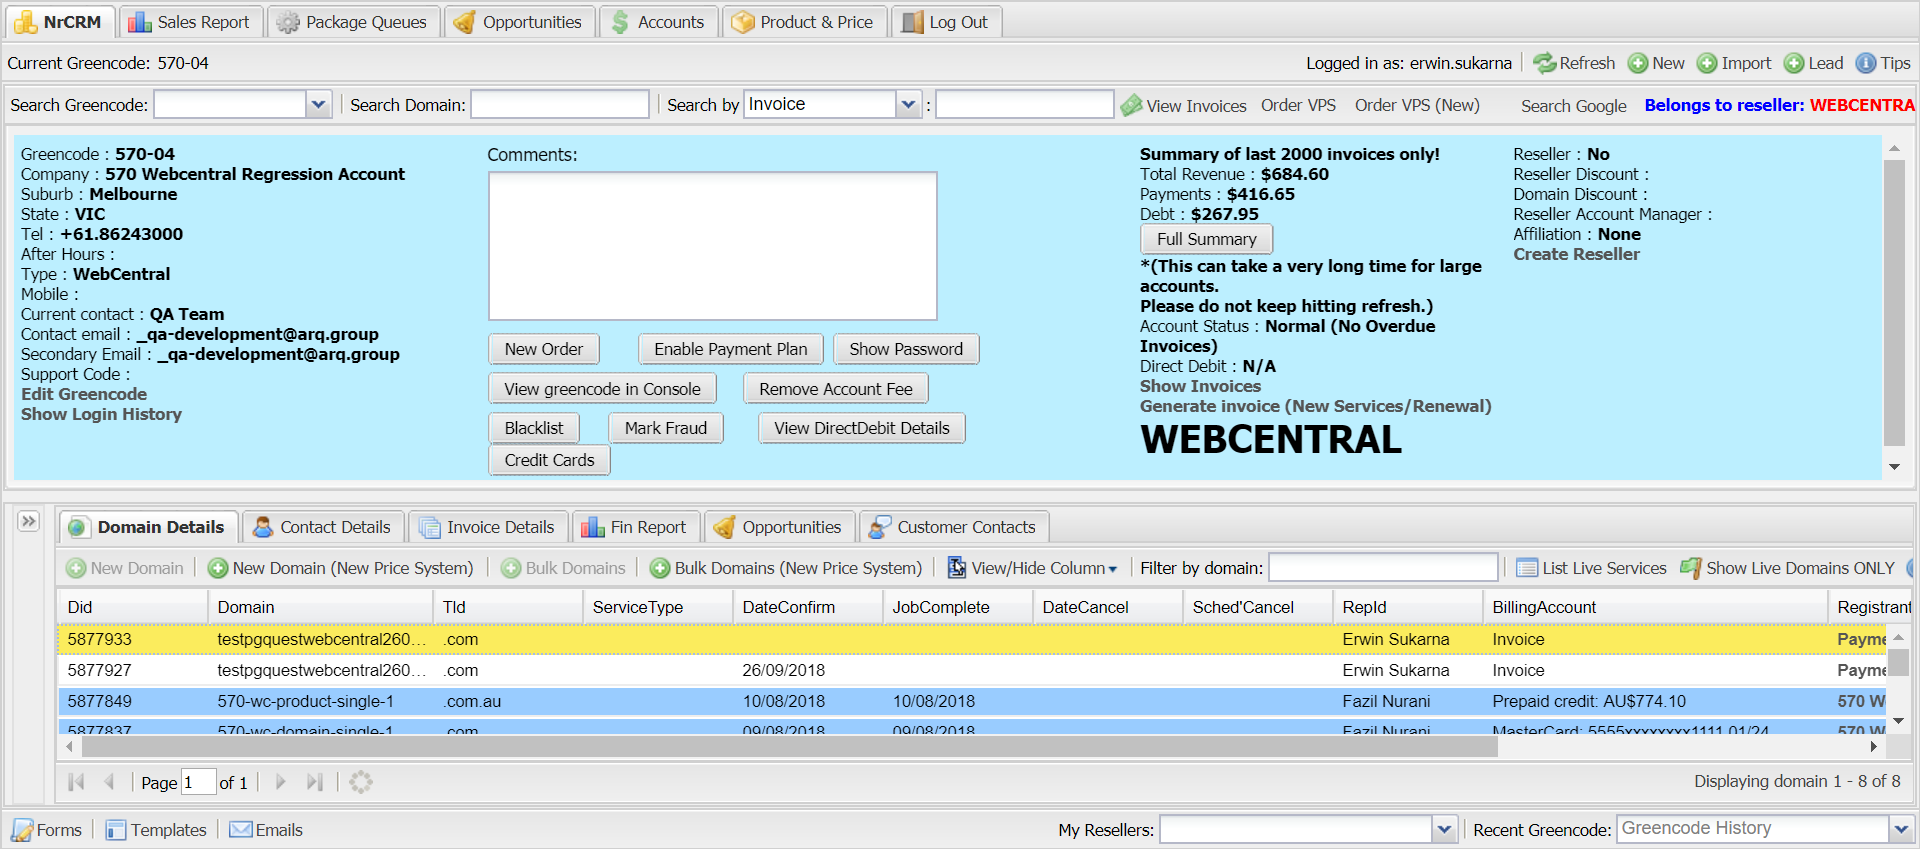 NrCRM Sales Report Package Queues Opportunities Accounts Product & Price Log Out
Current Greencode: 570-04 Logged in as: erwin.sukarna Refresh New Import Lead Tips
Search Greencode: Search Domain: Search by Invoice : View Invoices Order VPS Order VPS (New) Search Google Belongs to reseller: WEBCENTRA
Greencode : 570-04
Company : 570 Webcentral Regression Account
Suburb : Melbourne
State : VIC
Tel : +61.86243000
After Hours :
Type : WebCentral
Mobile :
Current contact : QA Team
Contact email : _qa-development@arq.group
Secondary Email : _qa-development@arq.group
Support Code :
Edit Greencode
Show Login History
Comments:
New Order Enable Payment Plan Show Password
View greencode in Console Remove Account Fee
Blacklist Mark Fraud View DirectDebit Details
Credit Cards
Summary of last 2000 invoices only!
Total Revenue : $684.60
Payments : $416.65
Debt : $267.95
Full Summary
*(This can take a very long time for large
accounts.
Please do not keep hitting refresh.)
Account Status : Normal (No Overdue
Invoices)
Direct Debit : N/A
Show Invoices
Generate invoice (New Services/Renewal)
WEBCENTRAL
Reseller : No
Reseller Discount :
Domain Discount :
Reseller Account Manager :
Affiliation : None
Create Reseller
Domain Details Contact Details Invoice Details Fin Report Opportunities Customer Contacts
New Domain New Domain (New Price System) Bulk Domains Bulk Domains (New Price System) View/Hide Column Filter by domain: List Live Services Show Live Domains ONLY
Did Domain Tld ServiceType DateConfirm JobComplete DateCancel Sched'Cancel RepId BillingAccount Registrant
5877933 testpgquestwebcentral260... .com Erwin Sukarna Invoice Payme
5877927 testpgquestwebcentral260... .com 26/09/2018 Erwin Sukarna Invoice Payme
5877849 570-wc-product-single-1 .com.au 10/08/2018 10/08/2018 Fazil Nurani Prepaid credit: AU$774.10 570 W
5877837 570-wc-domain-single-1 .com 09/08/2018 09/08/2018 Fazil Nurani MasterCard: 5555xxxxxxxx1111 01/24 570 W
Page 1 of 1 Displaying domain 1 - 8 of 8
Forms Templates Emails My Resellers: Recent Greencode: Greencode History